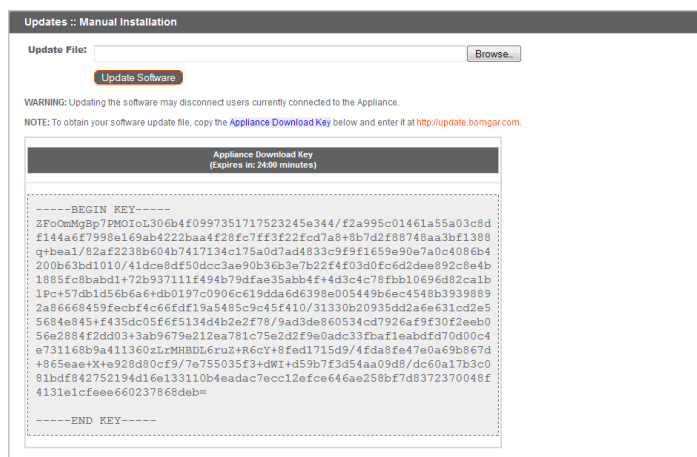 Updates :: Manual Installation
Update File:
Browse..
Update Software
WARNING: Updating the software may disconnect users currently connected to the Appliance.
NOTE: To obtain your software update file, copy the Appliance Download Key below and enter it at http://update.bomgar.com.
Appliance Download Key
(Expires in: 24:00 minutes)
-----BEGIN KEY-----
ZFoOmMgBp7PMOIoL306b4f0997351717523245e344/f2a995c01461a55a03c8d
f144a6f7998e169ab4222baa4f28fc7ff3f22fcd7a8+8b7d2f88748aa3bf1388
q+bea1/82af2238b604b7417134c175a0d7ad4833c9f9f1659e90e7a0c4086b4
200b63bd1010/41dce8df50dcc3ae90b36b3e7b22f4f03d0fc6d2dee892c8e4b
1885fc8babd1+72b937111f494b79dfae35abb4f+4d3c4c78fbb10696d82ca1b
1Pc+57db1d56b6a6+db0197c0906c619dda6d6398e005449b6ec4548b3939889
2a86668459fecbf4c66fdf19a5485c9c45f410/31330b20935dd2a6e631cd2e5
5684e845+f435dc05f6f5134d4b2e2f78/9ad3de860534cd7926af9f30f2eeb0
56e2884f2dd03+3ab9679e212ea781c75e2d2f9e0adc33fbaf1eabdfd70d00c4
e731168b9a411360zLrMHBDL6ruZ+R6cY+8fed1715d9/4fda8fe47e0a69b867d
+865eae+X+e928d80cf9/7e755035f3+dWI+d59b7f3d54aa09d8/dc60a17b3c0
81bdf842752194d16e133110b4eadac7ecc12efce646ae258bf7d8372370048f
4131e1cfeee660237868deb=
-----END KEY-----